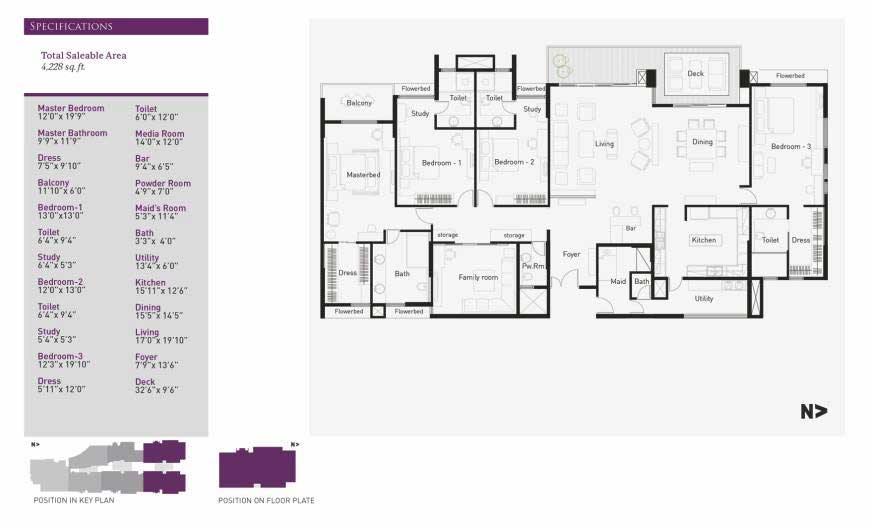 SPECIFICATIONS
Total Saleable Area
4,228 sq. ft.
Master Bedroom
12'0"x 19'9"
Master Bathroom
9'9"x 11'9"
Dress
7'5"x 9'10"
Balcony
11'10"x 6'0"
Bedroom-1
13'0"x13'0"
Toilet
6'4"x 9'4"
Study
6'4"x 5'3"
Bedroom-2
12'0"x 13'0"
Toilet
6'4"x 9'4"
Study
5'4"x 5'3"
Bedroom-3
12'3"x 19'10"
Dress
5'11"x 12'0"
Toilet
6'0"x 12'0"
Media Room
14'0"x 12'0"
Bar
9'4"x 6'5"
Powder Room
4'9"x 7'0"
Maid's Room
5'3"x 11'4"
Bath
3'3"x 4'0"
Utility
13'4"x 6'0"
Kitchen
15'11"x 12'6"
Dining
15'5"x 14'5"
Living
17'0"x 19'10"
Foyer
7'9"x 13'6"
Deck
32'6"x 9'6"
Deck
Flowerbed
Flowerbed
Flowerbed
Balcony
Toilet
Toilet
Study
Study
Living
Dining
Bedroom - 3
Bedroom - 1
Bedroom - 2
Masterbed
storage
storage
Bar
Kitchen
Toilet
Dress
Foyer
Dress
Bath
Family room
Pw.Rm.
Maid
Bath
Utility
Flowerbed
Flowerbed
N>
N>
POSITION IN KEY PLAN
N>
POSITION ON FLOOR PLATE